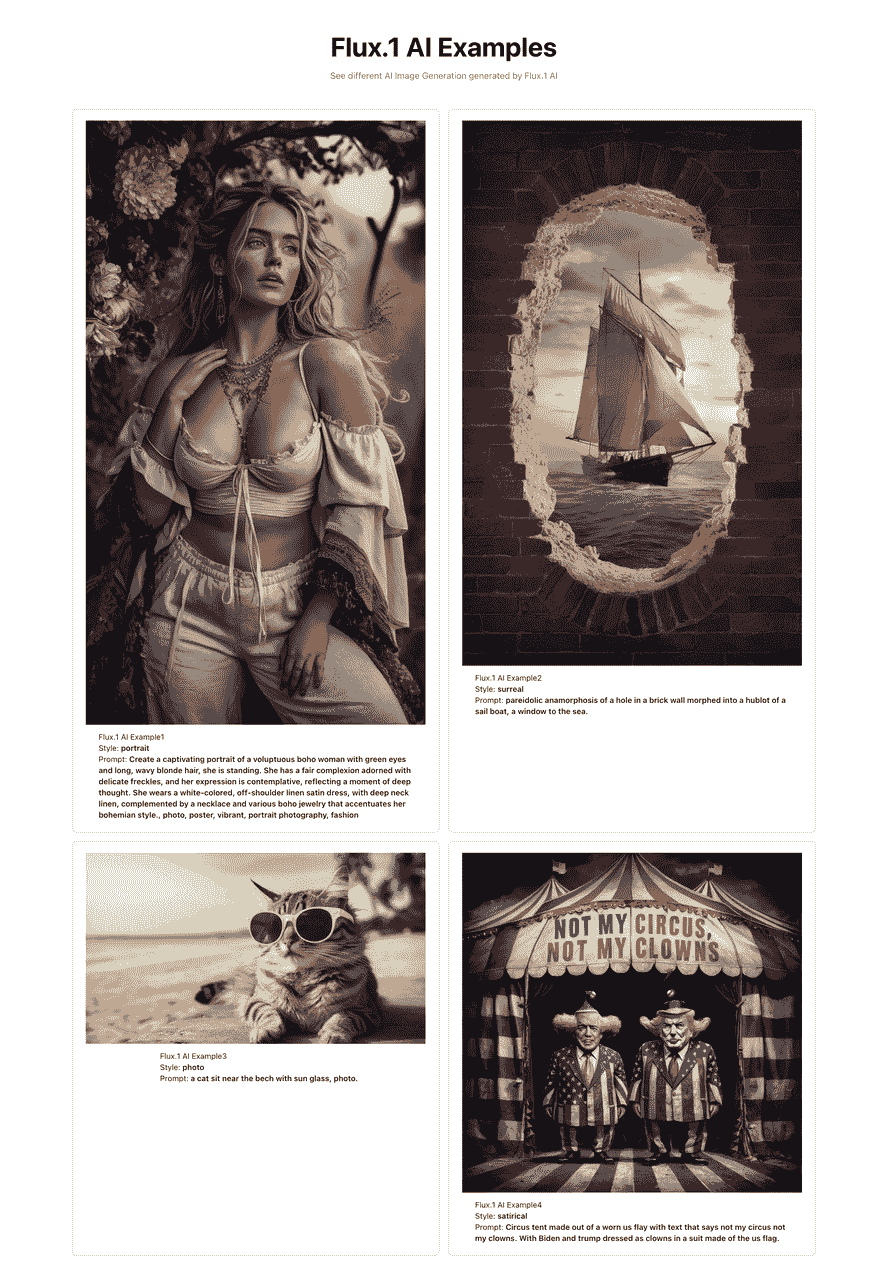 Flux.1 AI Examples
See different AI Image Generation generated by Flux.1 AI
Flux.1 AI Example1
Style: portrait
Prompt: Create a captivating portrait of a voluptuous boho woman with green eyes
and long, wavy blonde hair, she is standing. She has a fair complexion adorned with
delicate freckles, and her expression is contemplative, reflecting a moment of deep
thought. She wears a white-colored, off-shoulder linen satin dress, with deep neck
linen, complemented by a necklace and various boho jewelry that accentuates her
bohemian style., photo, poster, vibrant, portrait photography, fashion
Flux.1 AI Example2
Style: surreal
Prompt: pareidolic anamorphosis of a hole in a brick wall morphed into a hublot of a
sail boat, a window to the sea.
Flux.1 AI Example3
Style: photo
Prompt: a cat sit near the bech with sun glass, photo.
NOT MY CIRCUS,
NOT MY CLOWNS
Flux.1 AI Example4
Style: satirical
Prompt: Circus tent made out of a worn us flay with text that says not my circus not
my clowns. With Biden and trump dressed as clowns in a suit made of the us flag.